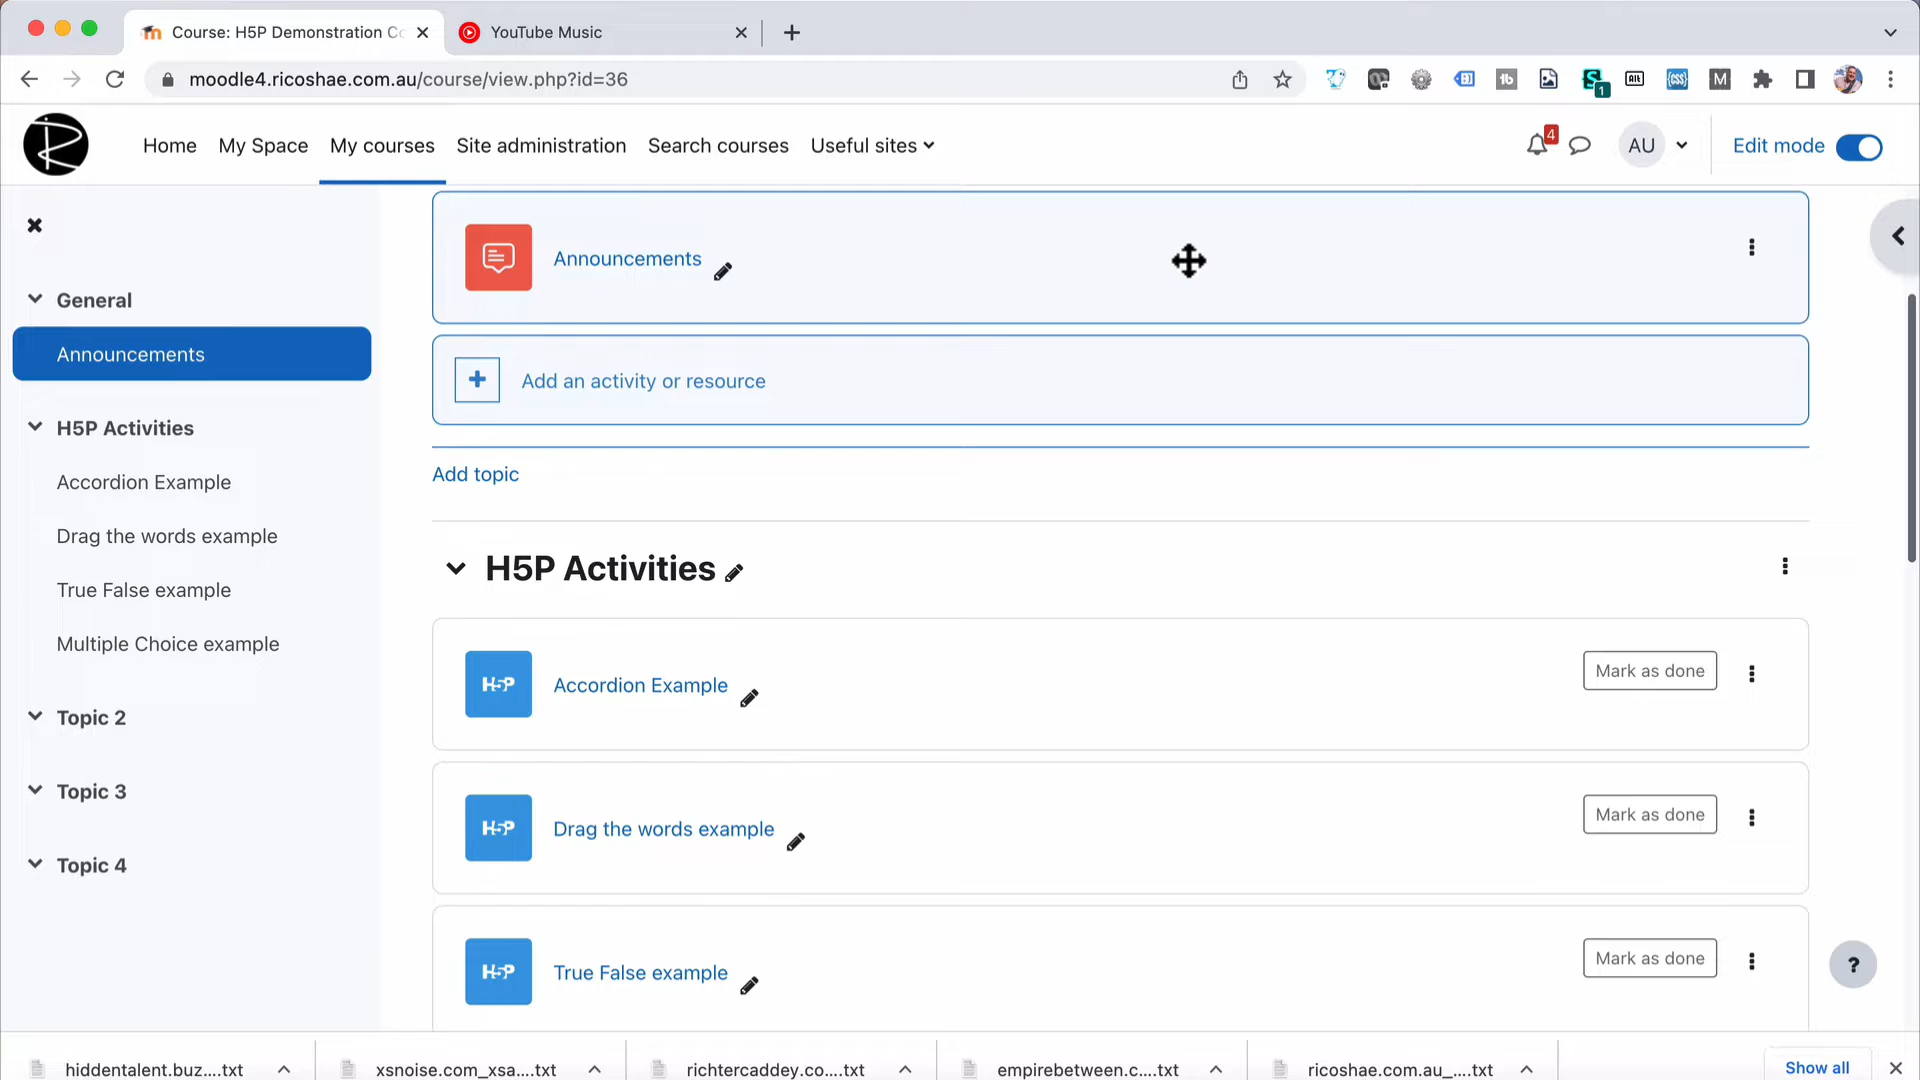 Course: H5P Demonstration Co
YouTube Music
moodle4.ricoshae.com.au/course/view.php?id=36
1
Home
My Space
My courses
Site administration
Search courses
Useful sites
4
AU
Edit mode
General
Announcements
H5P Activities
Accordion Example
Drag the words example
True False example
Multiple Choice example
Topic 2
Topic 3
Topic 4
Announcements
Add an activity or resource
Add topic
H5P Activities
H5P
Accordion Example
Mark as done
H5P
Drag the words example
Mark as done
H5P
True False example
Mark as done
?
hiddentalent.buz....txt
xsnoise.com_xsa....txt
richtercaddey.co....txt
empirebetween.c....txt
ricoshae.com.au_....txt
Show all